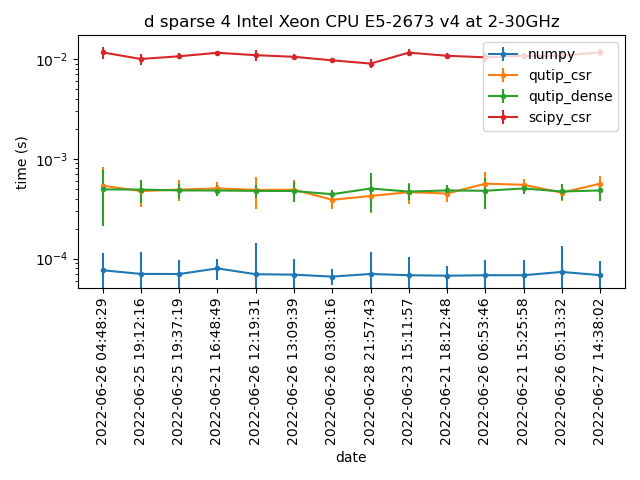 d sparse 4 Intel Xeon CPU E5-2673 v4 at 2-30GHz
numpy
qutip_csr
qutip_dense
scipy_csr
time (s)
10⁻²
10⁻³
10⁻⁴
2022-06-26 04:48:29
2022-06-25 19:12:16
2022-06-25 19:37:19
2022-06-21 16:48:49
2022-06-26 12:19:31
2022-06-26 13:09:39
2022-06-26 03:08:16
2022-06-28 21:57:43
2022-06-23 15:11:57
2022-06-21 18:12:48
2022-06-26 06:53:46
2022-06-21 15:25:58
2022-06-26 05:13:32
2022-06-27 14:38:02
date